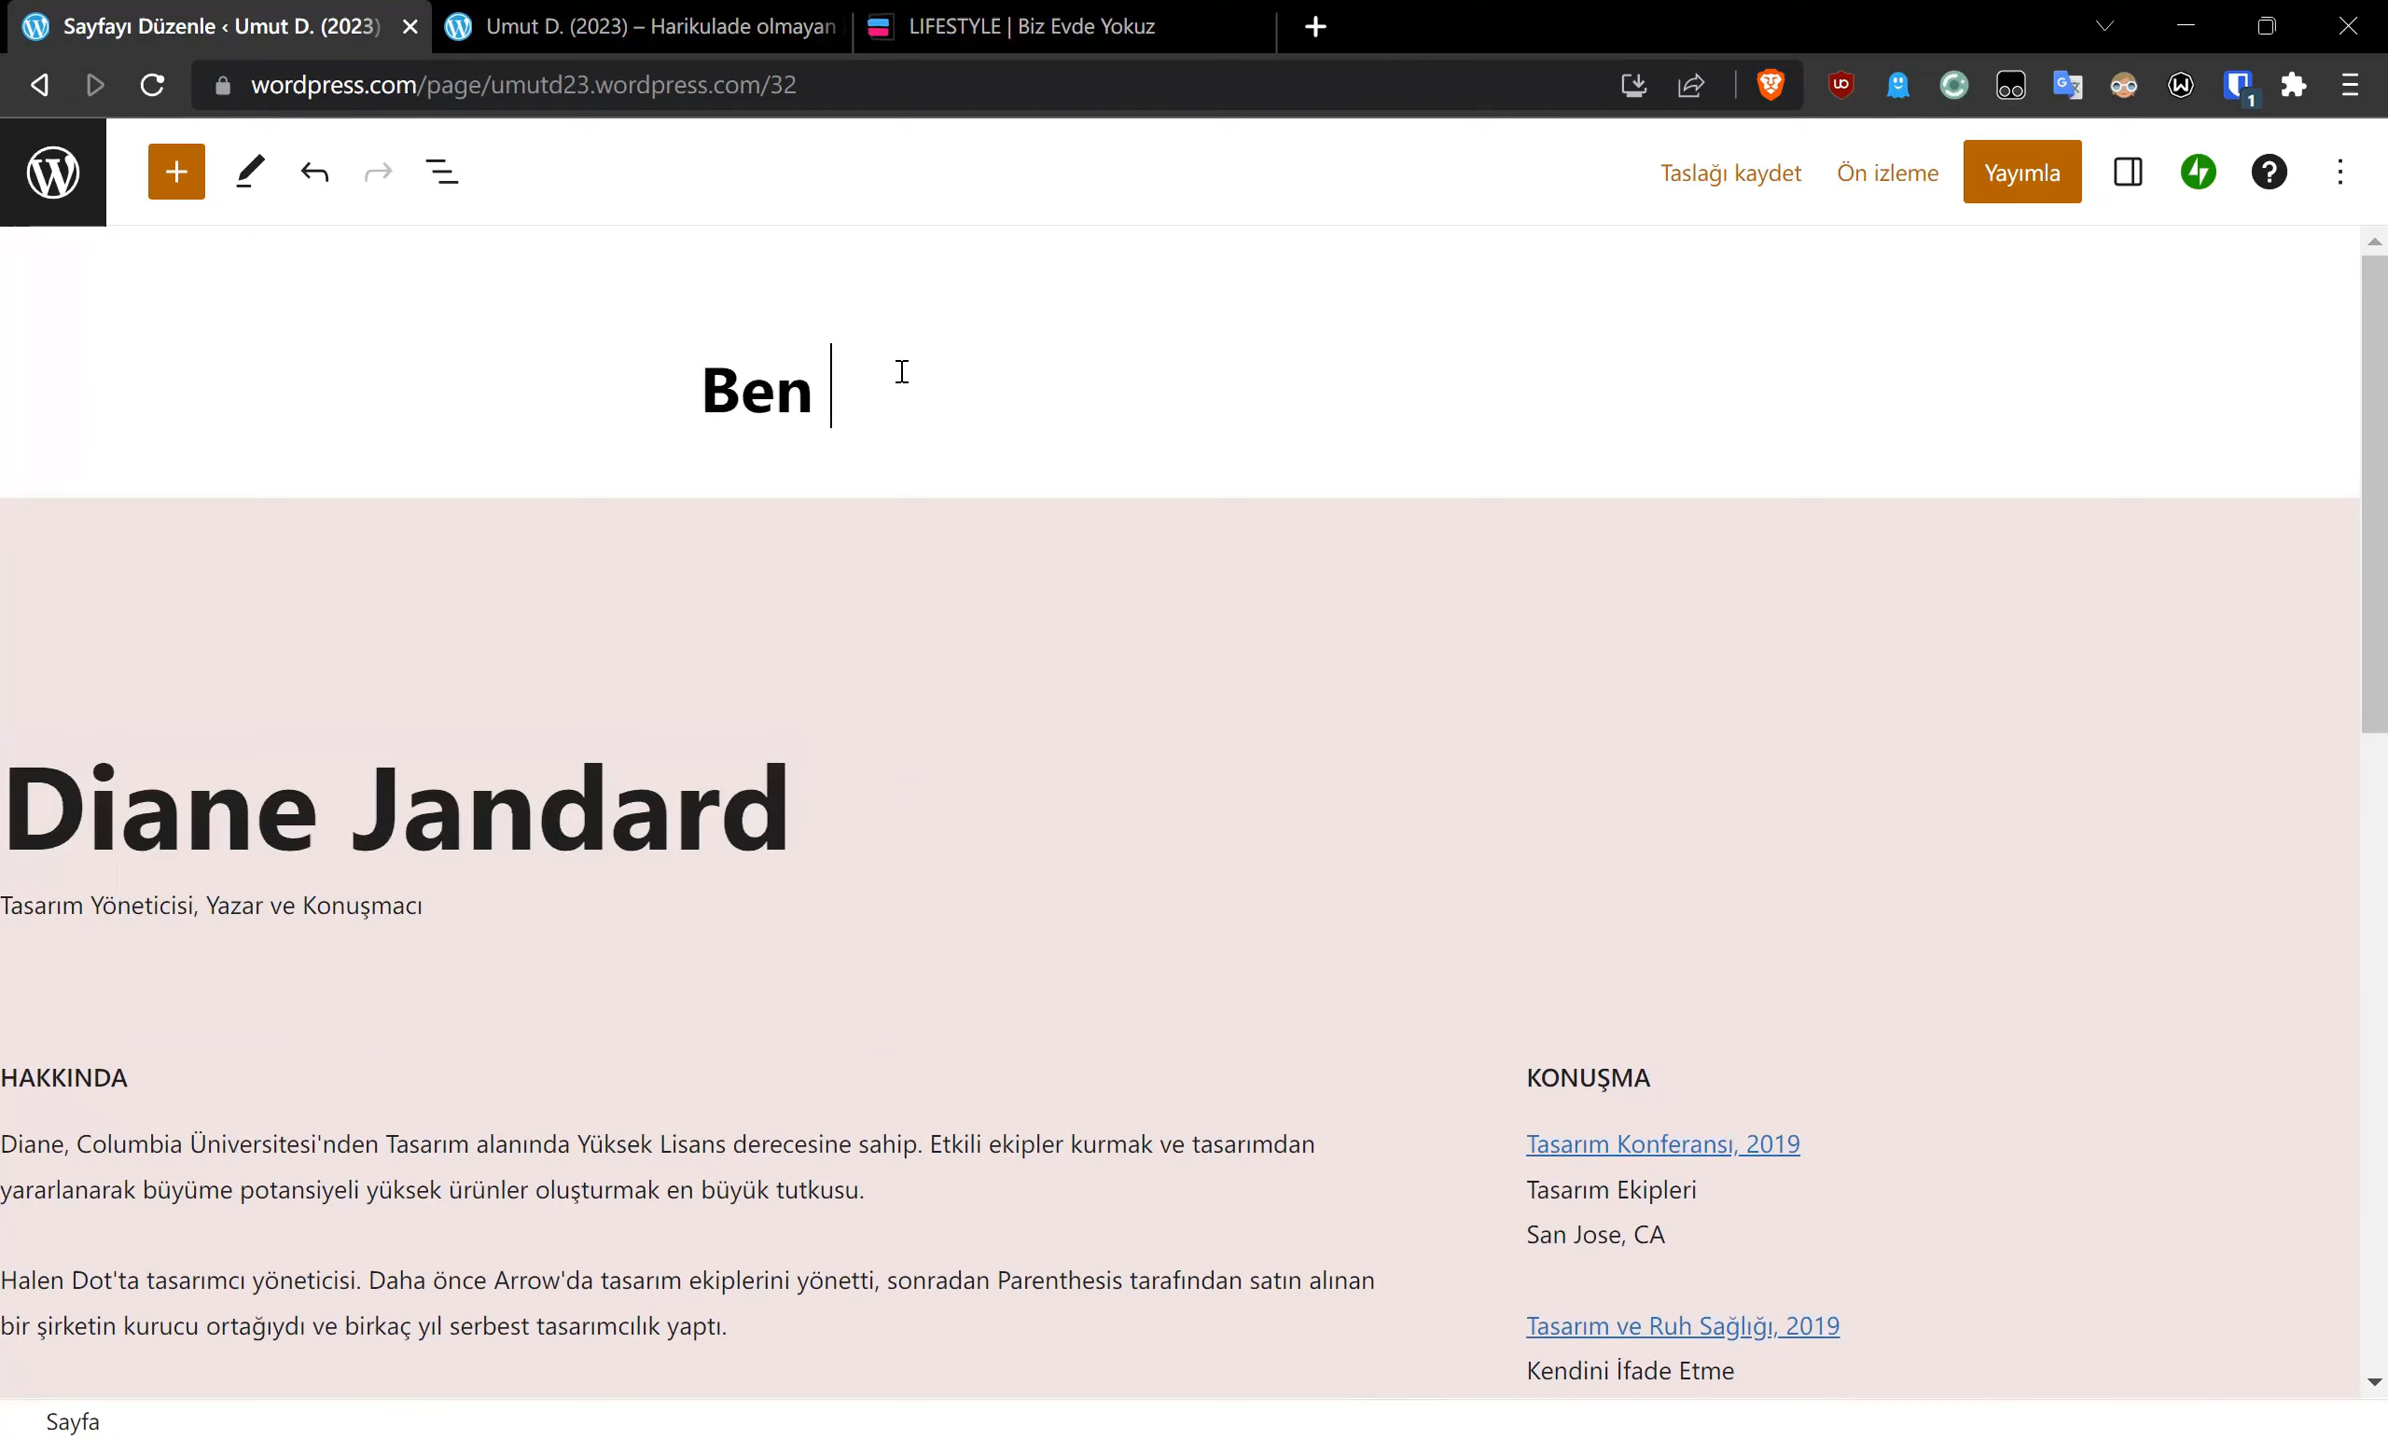 Sayfayı Düzenle ‹ Umut D. (2023)
Umut D. (2023) – Harikulade olmayan
LIFESTYLE | Biz Evde Yokuz
wordpress.com/page/umutd23.wordpress.com/32
1
Taslağı kaydet
Ön izleme
Yayımla
Ben
Diane Jandard
Tasarım Yöneticisi, Yazar ve Konuşmacı
HAKKINDA
Diane, Columbia Üniversitesi'nden Tasarım alanında Yüksek Lisans derecesine sahip. Etkili ekipler kurmak ve tasarımdan
yararlanarak büyüme potansiyeli yüksek ürünler oluşturmak en büyük tutkusu.
Halen Dot'ta tasarımcı yöneticisi. Daha önce Arrow'da tasarım ekiplerini yönetti, sonradan Parenthesis tarafından satın alınan
bir şirketin kurucu ortağıydı ve birkaç yıl serbest tasarımcılık yaptı.
KONUŞMA
Tasarım Konferansı, 2019
Tasarım Ekipleri
San Jose, CA
Tasarım ve Ruh Sağlığı, 2019
Kendini İfade Etme
Sayfa